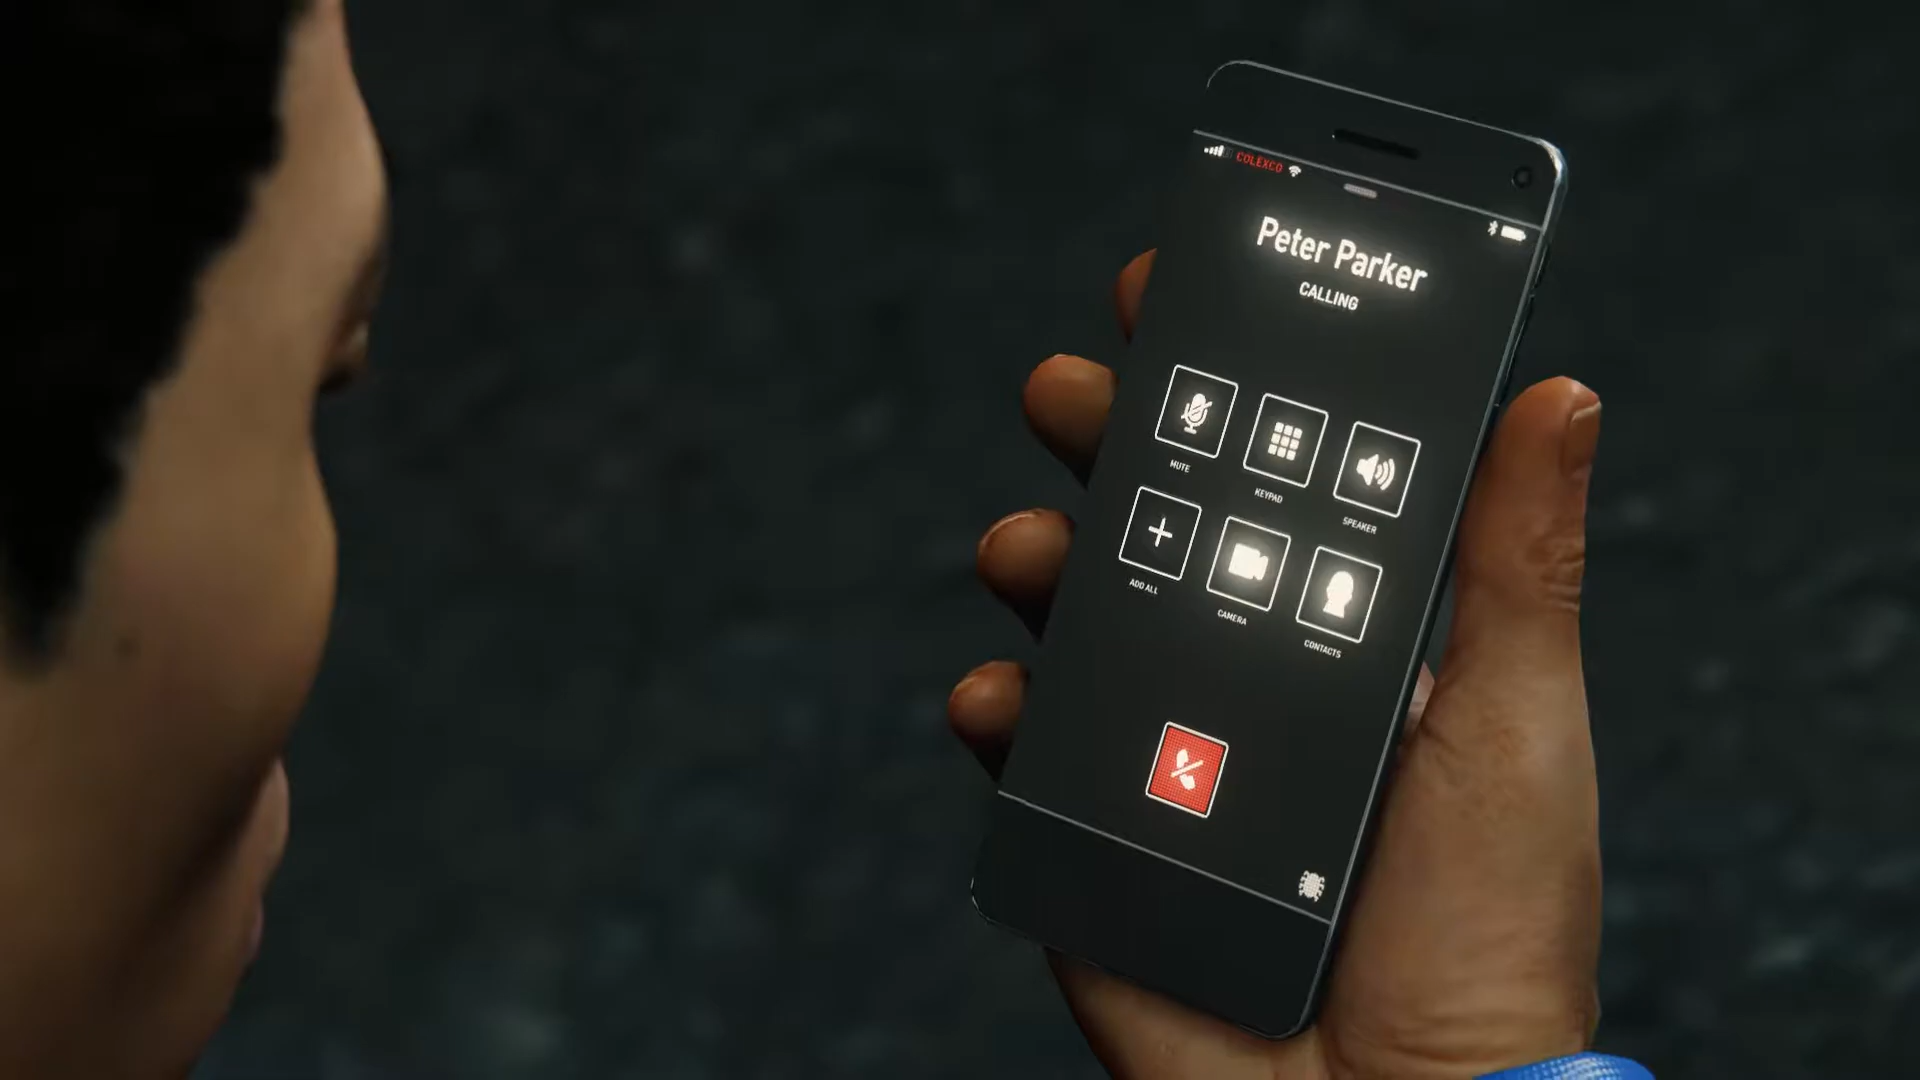 COLEXCO
Peter Parker
CALLING
MUTE
KEYPAD
SPEAKER
ADD ALL
CAMERA
CONTACTS